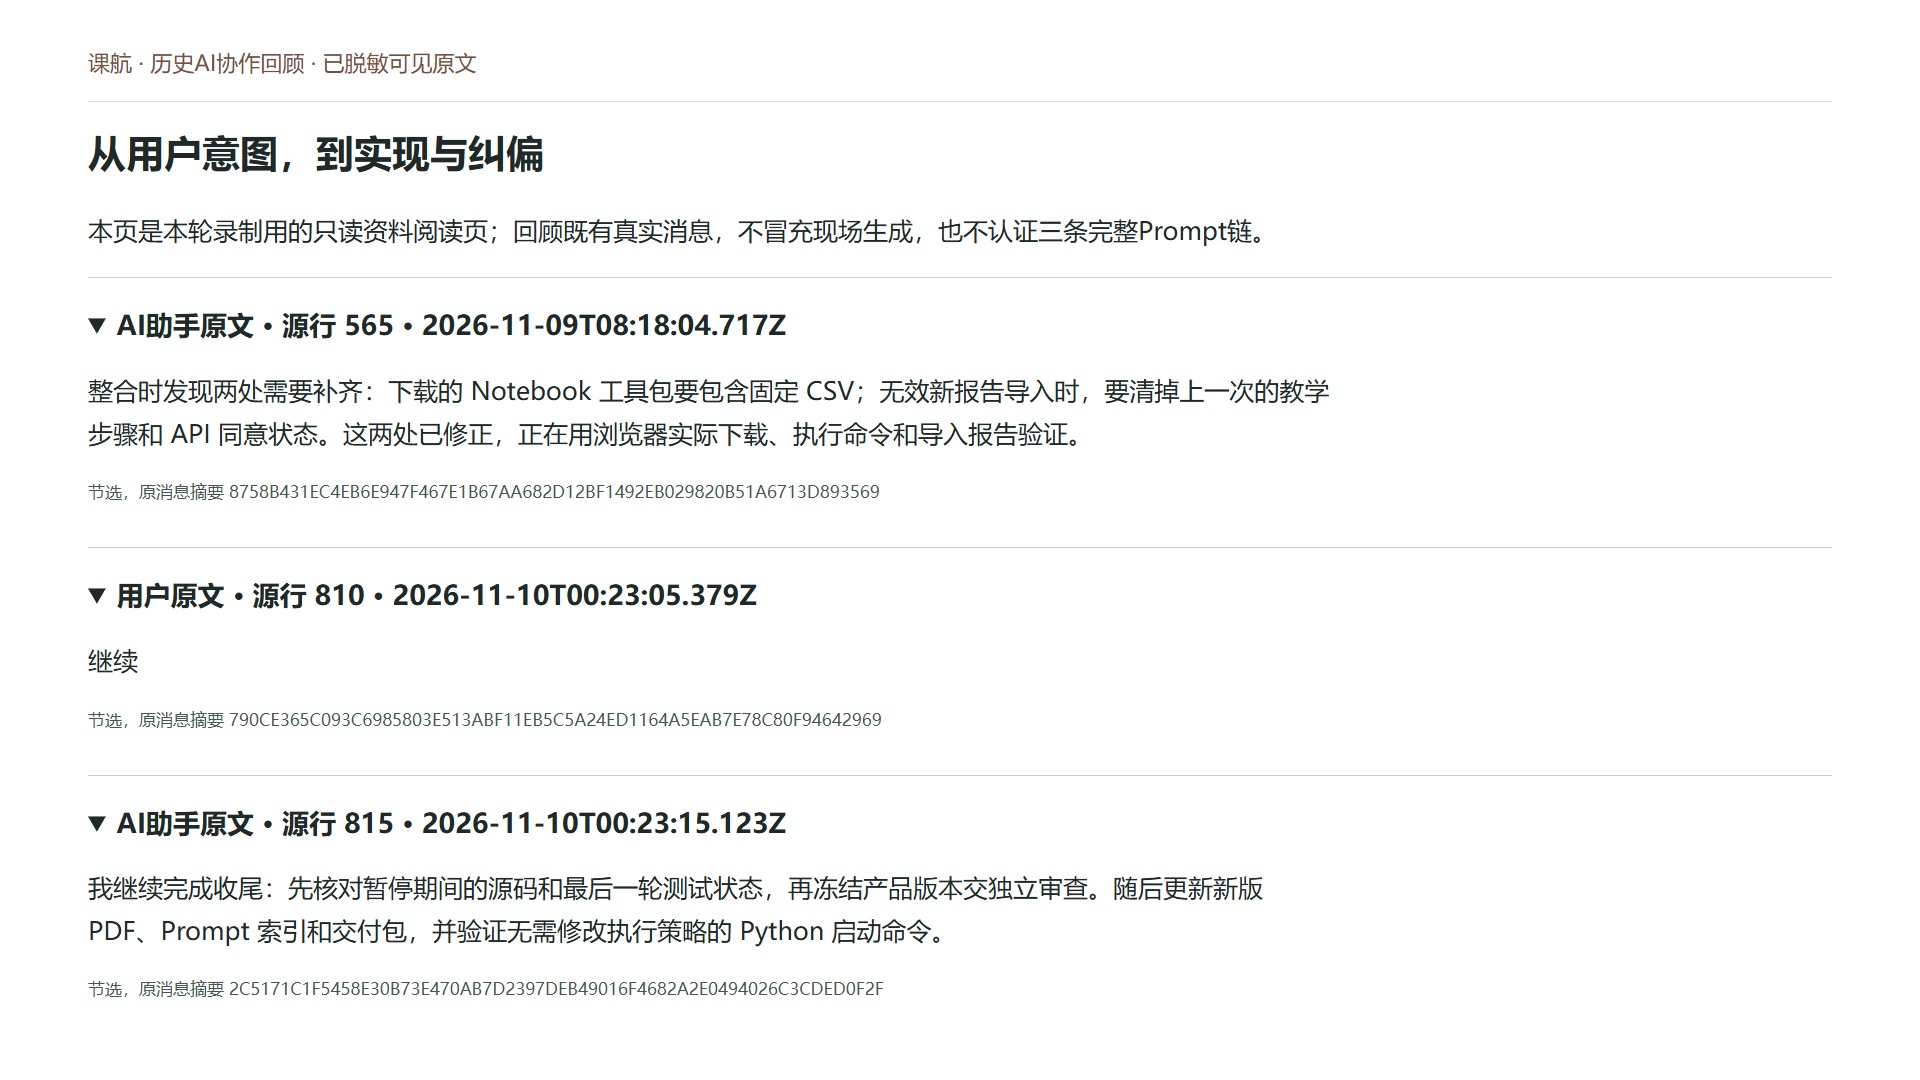 课航 · 历史AI协作回顾 · 已脱敏可见原文
从用户意图，到实现与纠偏
本页是本轮录制用的只读资料阅读页；回顾既有真实消息，不冒充现场生成，也不认证三条完整Prompt链。
▼ AI助手原文 • 源行 565 • 2026-11-09T08:18:04.717Z
整合时发现两处需要补齐：下载的 Notebook 工具包要包含固定 CSV；无效新报告导入时，要清掉上一次的教学
步骤和 API 同意状态。这两处已修正，正在用浏览器实际下载、执行命令和导入报告验证。
节选，原消息摘要 8758B431EC4EB6E947F467E1B67AA682D12BF1492EB029820B51A6713D893569
▼ 用户原文 • 源行 810 • 2026-11-10T00:23:05.379Z
继续
节选，原消息摘要 790CE365C093C6985803E513ABF11EB5C5A24ED1164A5EAB7E78C80F94642969
▼ AI助手原文 • 源行 815 • 2026-11-10T00:23:15.123Z
我继续完成收尾：先核对暂停期间的源码和最后一轮测试状态，再冻结产品版本交独立审查。随后更新新版
PDF、Prompt 索引和交付包，并验证无需修改执行策略的 Python 启动命令。
节选，原消息摘要 2C5171C1F5458E30B73E470AB7D2397DEB49016F4682A2E0494026C3CDED0F2F